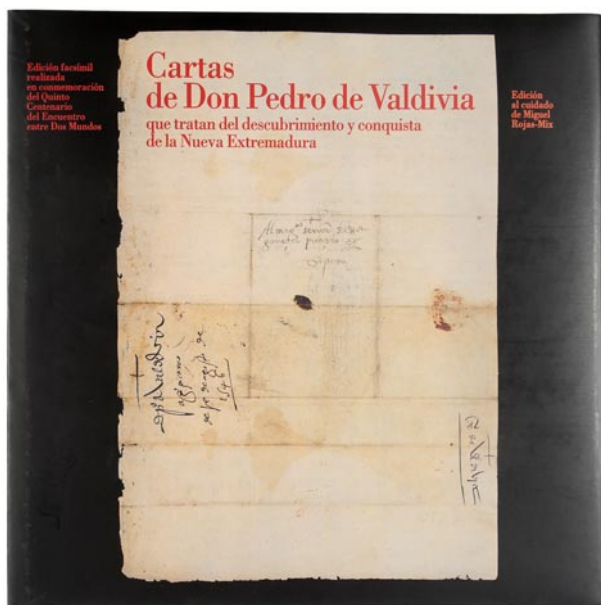 Edición facsímil
realizada
en conmemoración
del Quinto
Centenario
del Encuentro
entre Dos Mundos
Cartas
de Don Pedro de Valdivia
que tratan del descubrimiento y conquista
de la Nueva Extremadura
Edición
al cuidado
de Miguel
Rojas-Mix